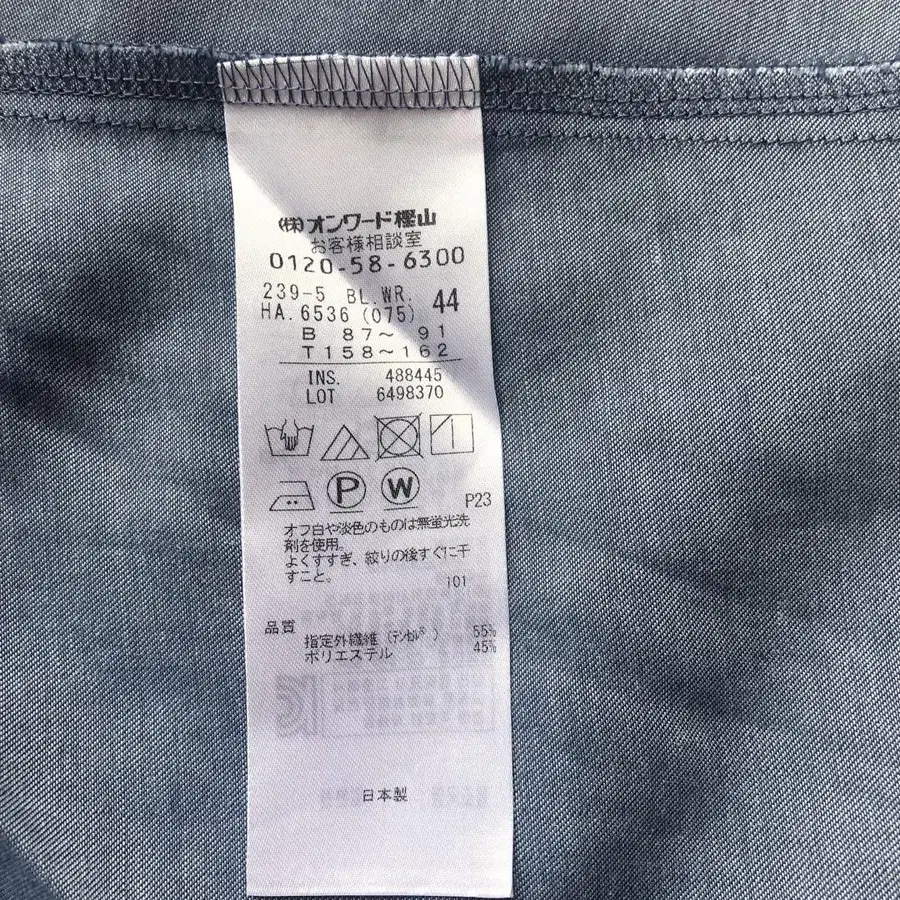 ㈱オンワード樫山
お客様相談室
0120-58-6300
239-5 BL.WR. 44
HA.6536 (075)
B 87～ 91
T158～162
INS. 488445
LOT 6498370
P W P23
オフ白や淡色のものは無蛍光洗
剤を使用。
よくすすぎ、絞りの後すぐに干
すこと。
i01
品質
指定外繊維（ﾃﾝｾﾙ） 55%
ポリエステル 45%
日本製